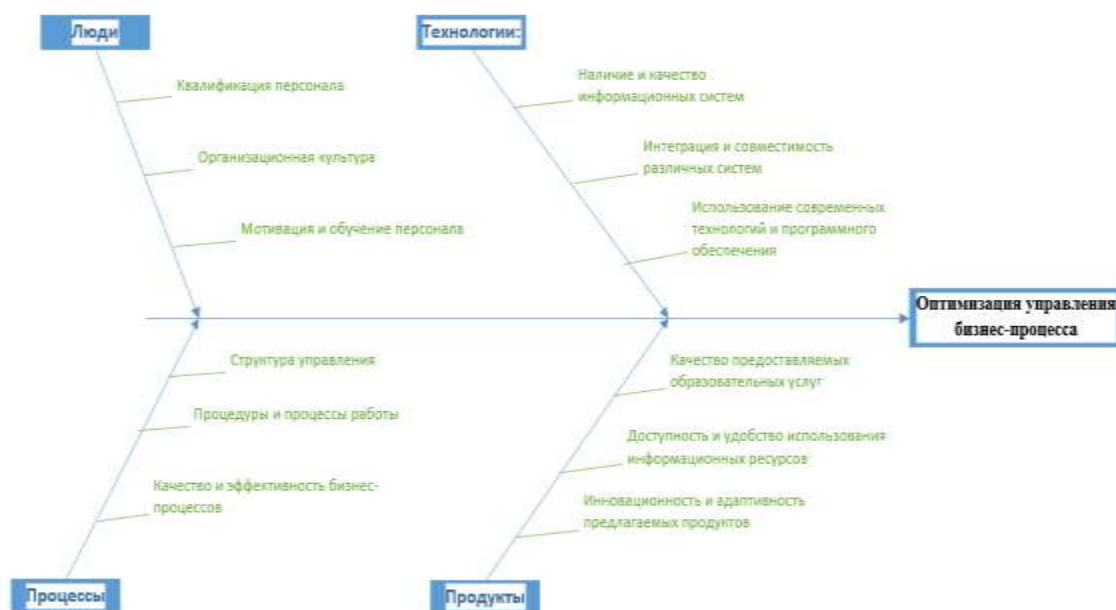 Люди
Технологии:
Квалификация персонала
Наличие и качество
информационных систем
Организационная культура
Интеграция и совместимость
различных систем
Мотивация и обучение персонала
Использование современных
технологий и программного
обеспечения
Оптимизация управления
бизнес-процесса
Структура управления
Качество предоставляемых
образовательных услуг
Процедуры и процессы работы
Доступность и удобство использования
информационных ресурсов
Качество и эффективность бизнес-
процессов
Инновационность и адаптивность
предлагаемых продуктов
Процессы
Продукты